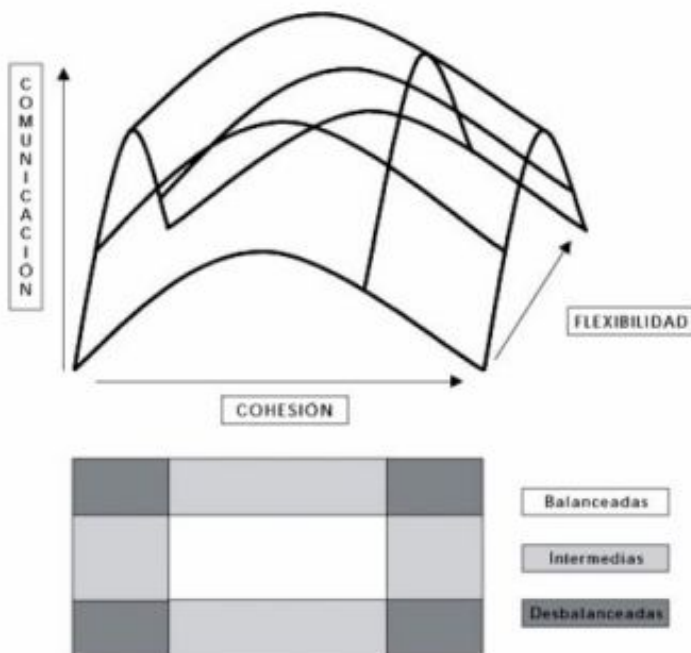 COMUNICACIÓN
FLEXIBILIDAD
COHESIÓN
Balanceadas
Intermedias
Desbalanceadas